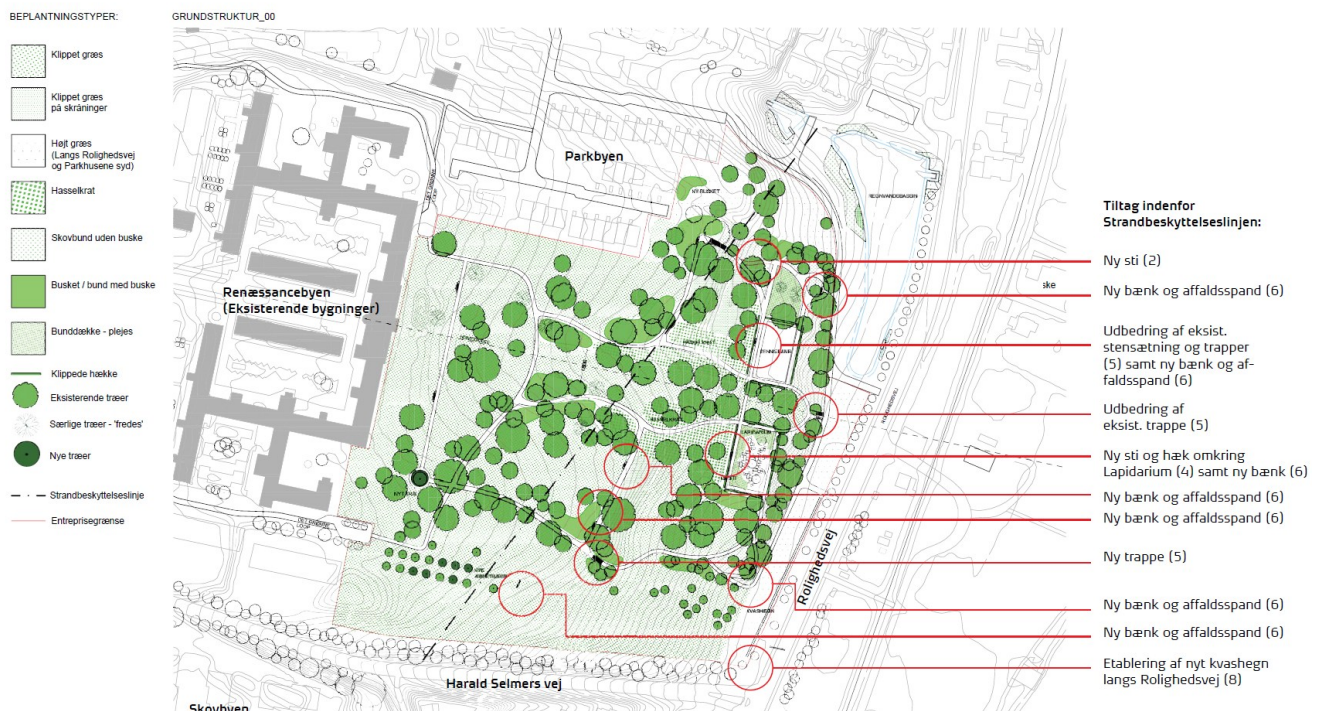 BEPLANTNINGSTYPER:
GRUNDSTRUKTUR_00
Klippet græs
Klippet græs
på skråninger
Højt græs
(Langs Rolighedsvej
og Parkhusene syd)
Hasselkrat
Skovbund uden buske
Busket / bund med buske
Bunddække - plejes
Klippede hække
Eksisterende træer
Særlige træer - 'fredes'
Nye træer
Strandbeskyttelseslinje
Entreprisegrænse
Parkbyen
REGNVANDSBASSIN
Renæssancebyen
(Eksisterende bygninger)
LAPIDARIUM
KVASHEGN
Rolighedsvej
ROLIGHEDSVEJ
Harald Selmers vej
Skovbyen
ske
Tiltag indenfor
Strandbeskyttelseslinjen:
Ny sti (2)
Ny bænk og affaldsspand (6)
Udbedring af eksist.
stensætning og trapper
(5) samt ny bænk og af-
faldsspand (6)
Udbedring af
eksist. trappe (5)
Ny sti og hæk omkring
Lapidarium (4) samt ny bænk (6)
Ny bænk og affaldsspand (6)
Ny bænk og affaldsspand (6)
Ny trappe (5)
Ny bænk og affaldsspand (6)
Ny bænk og affaldsspand (6)
Etablering af nyt kvashegn
langs Rolighedsvej (8)